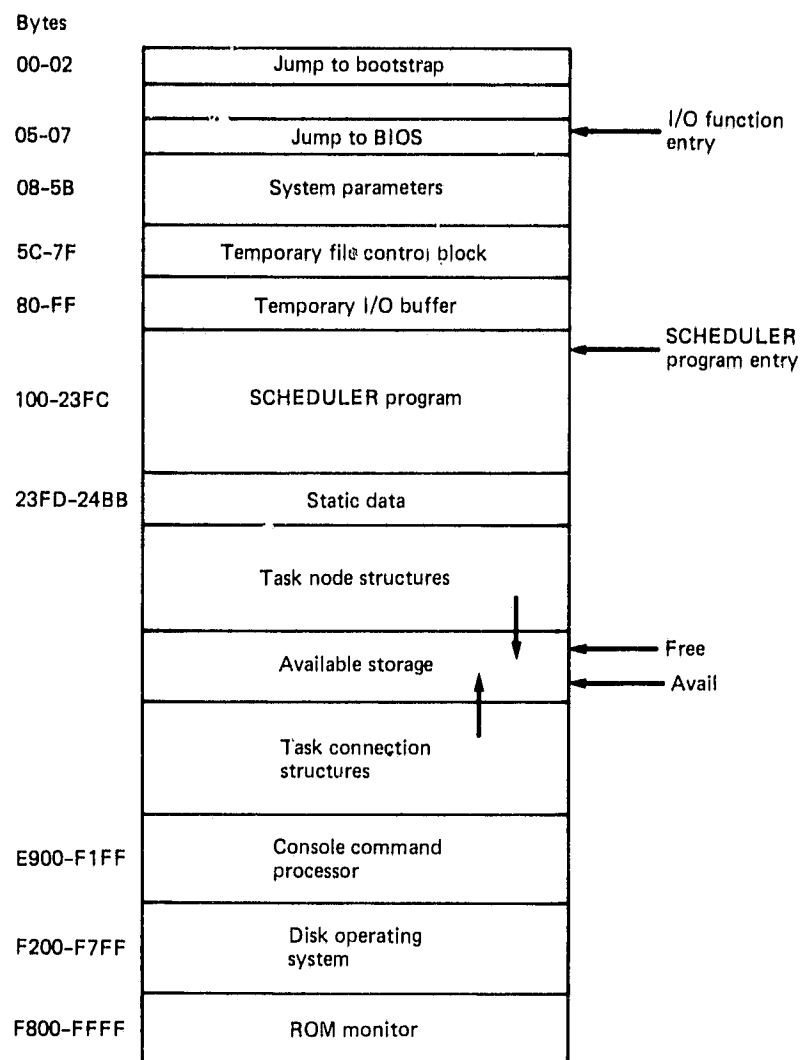 Bytes
00-02
Jump to bootstrap
05-07
Jump to BIOS
I/O function
entry
08-5B
System parameters
5C-7F
Temporary file control block
80-FF
Temporary I/O buffer
SCHEDULER
program entry
100-23FC
SCHEDULER program
23FD-24BB
Static data
Task node structures
Available storage
Free
Avail
Task connection
structures
E900-F1FF
Console command
processor
F200-F7FF
Disk operating
system
F800-FFFF
ROM monitor